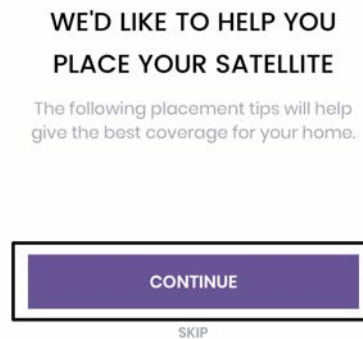 WE'D LIKE TO HELP YOU
PLACE YOUR SATELLITE
The following placement tips will help
give the best coverage for your home.
CONTINUE
SKIP